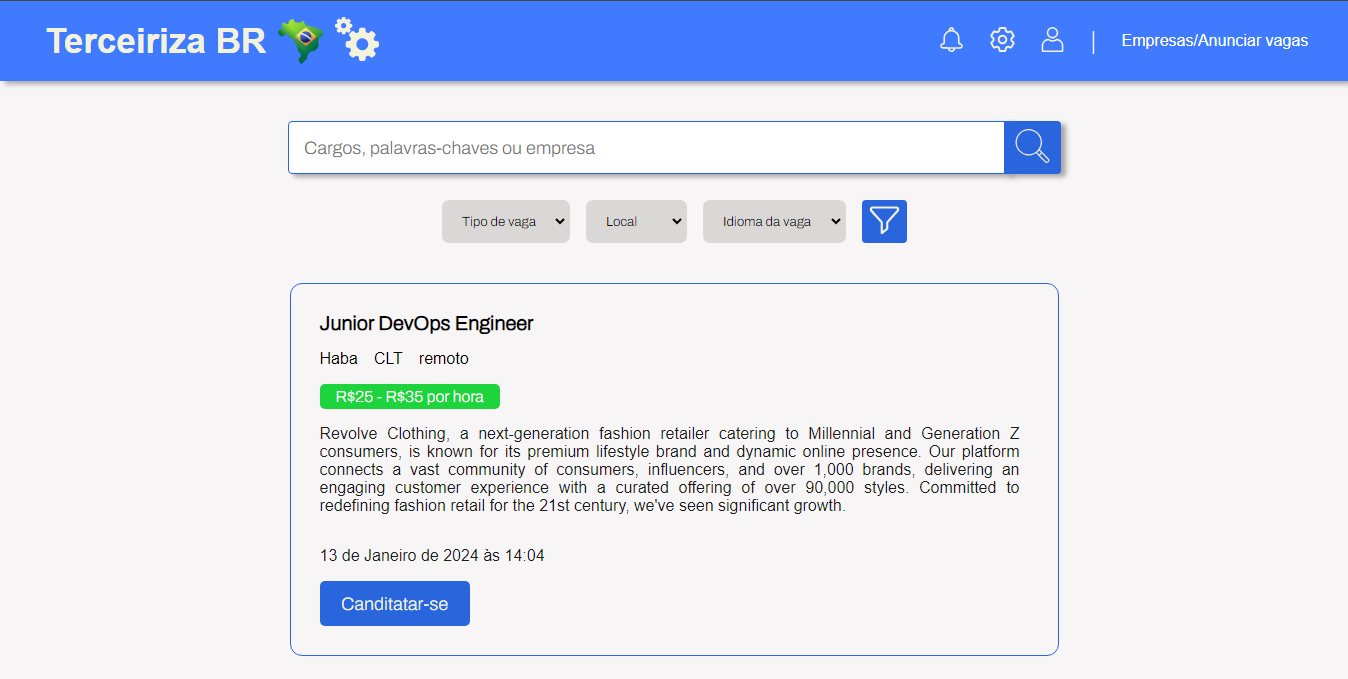 Terceiriza BR
Empresas/Anunciar vagas
Cargos, palavras-chaves ou empresa
Tipo de vaga
Local
Idioma da vaga
Junior DevOps Engineer
Haba CLT remoto
R$25 - R$35 por hora
Revolve Clothing, a next-generation fashion retailer catering to Millennial and Generation Z
consumers, is known for its premium lifestyle brand and dynamic online presence. Our platform
connects a vast community of consumers, influencers, and over 1,000 brands, delivering an
engaging customer experience with a curated offering of over 90,000 styles. Committed to
redefining fashion retail for the 21st century, we've seen significant growth.
13 de Janeiro de 2024 às 14:04
Canditatar-se